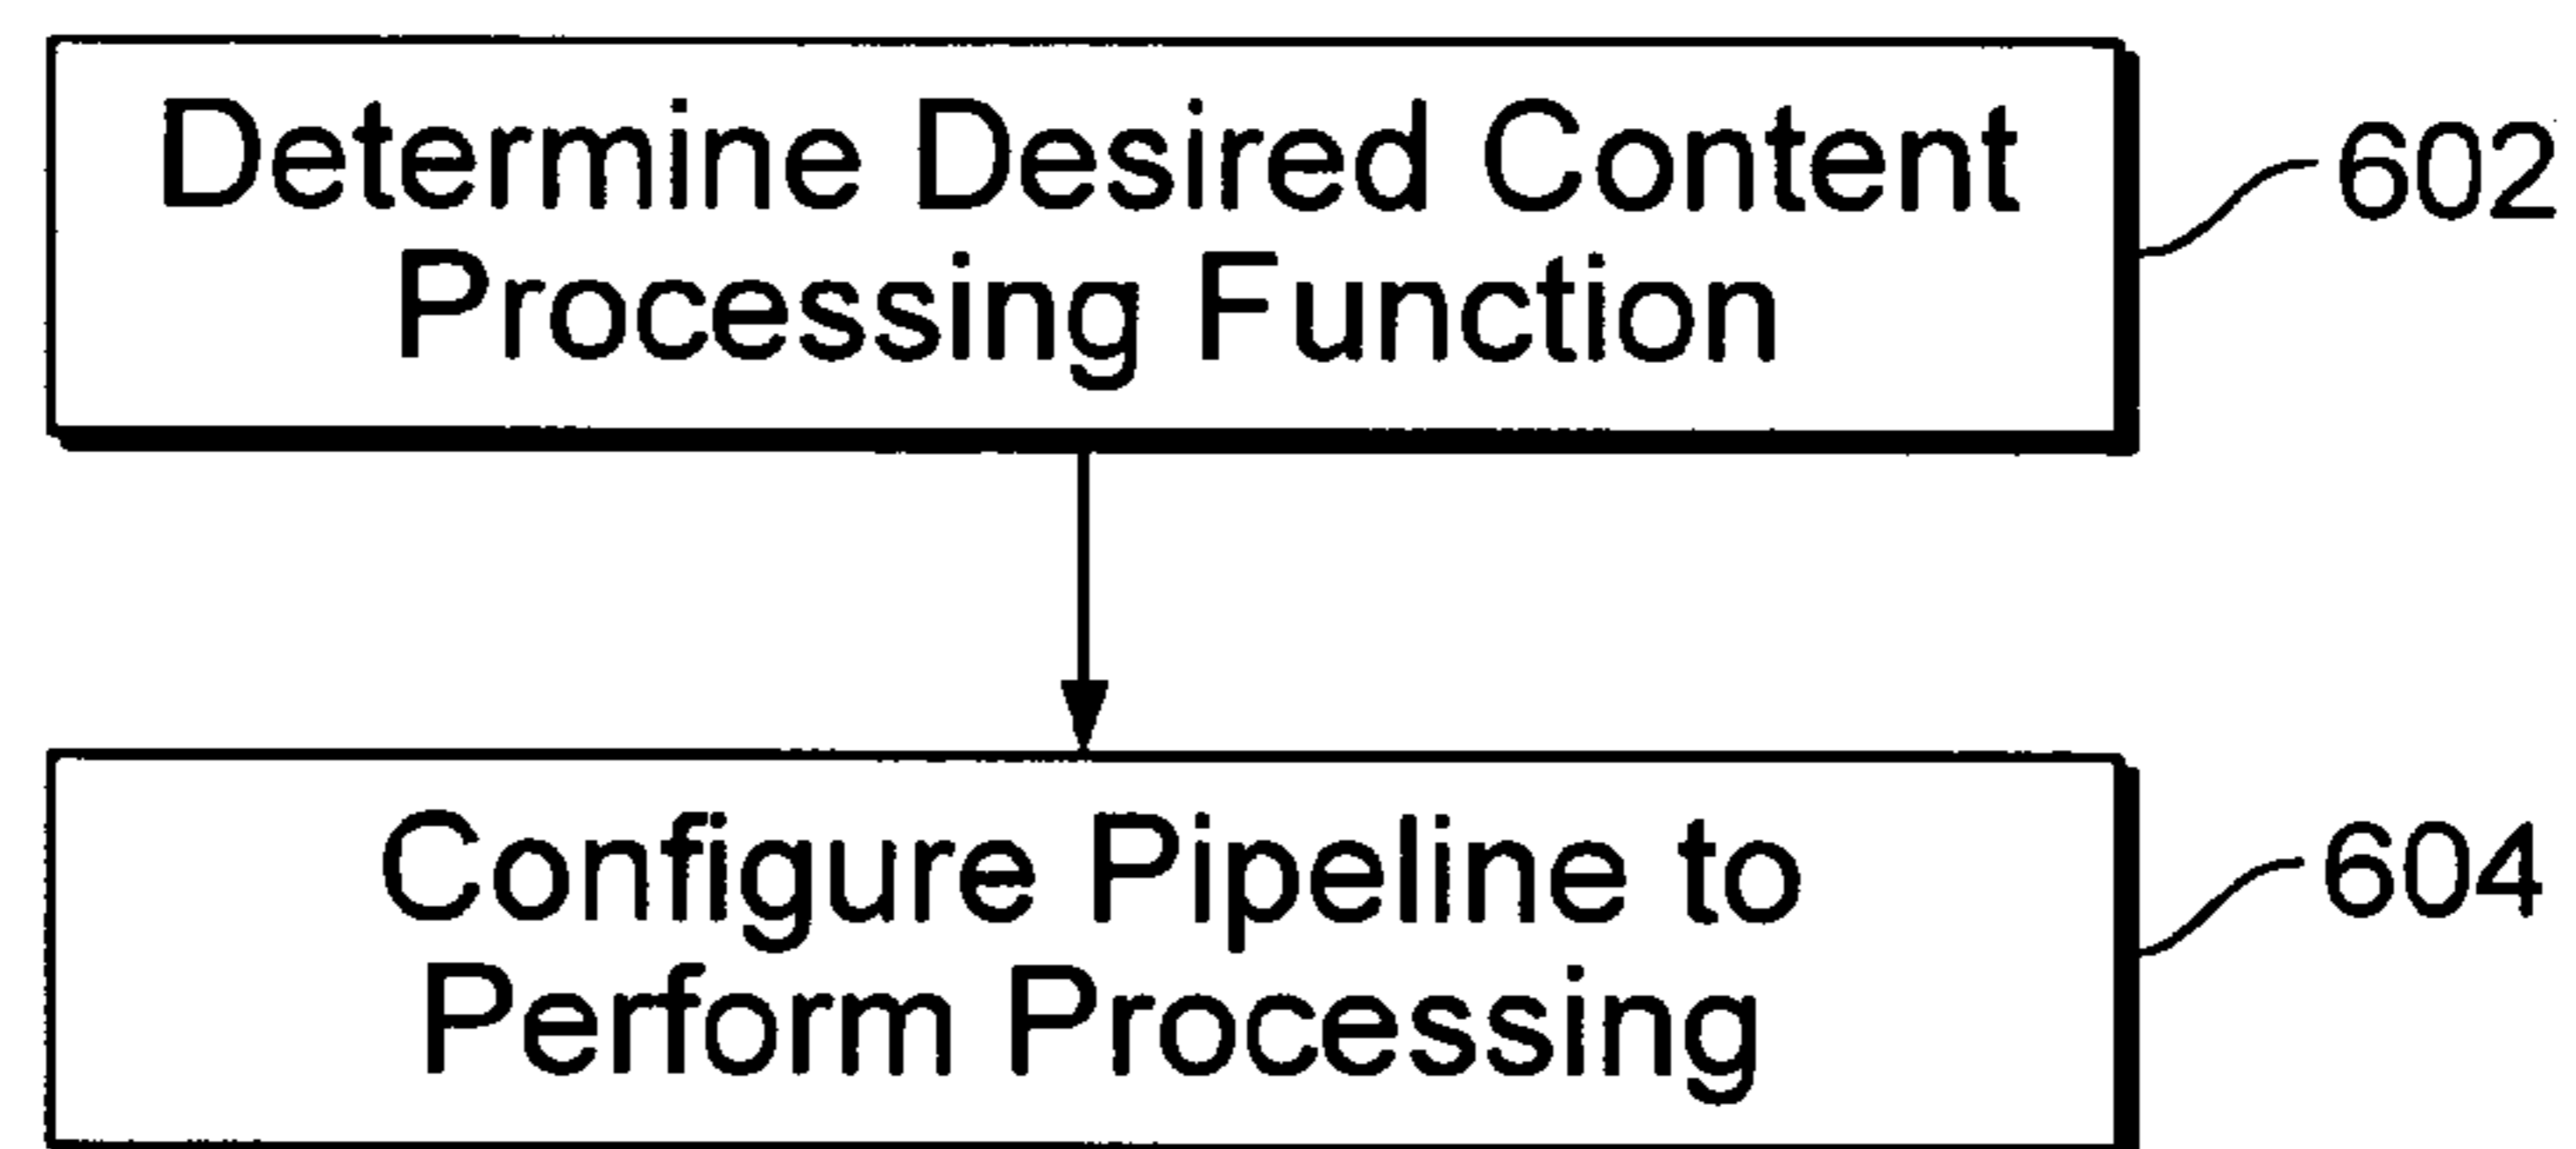 Determine Desired Content
Processing Function
602
Configure Pipeline to
Perform Processing
604